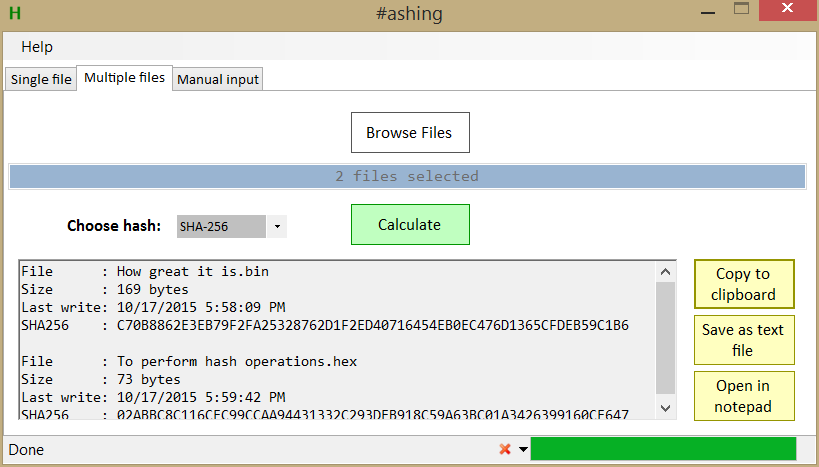 H
#ashing
Help
Single file
Multiple files
Manual input
Browse Files
2 files selected
Choose hash:
SHA-256
Calculate
File      : How great it is.bin
Size      : 169 bytes
Last write: 10/17/2015 5:58:09 PM
SHA256    : C70B8862E3EB79F2FA25328762D1F2ED40716454EB0EC476D1365CFDEB59C1B6
File      : To perform hash operations.hex
Size      : 73 bytes
Last write: 10/17/2015 5:59:42 PM
SHA256    : 02ABBC8C116CFC99CCAA94431332C293DFB918C59A63BC01A3426399160CF647
Copy to
clipboard
Save as text
file
Open in
notepad
Done